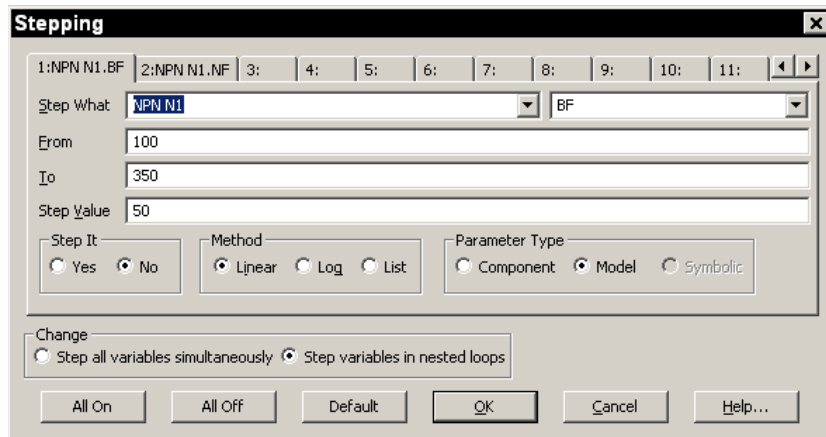 Stepping
1:NPN N1.BF 2:NPN N1.NF 3: 4: 5: 6: 7: 8: 9: 10: 11:
Step What NPN N1 BF
From 100
To 350
Step Value 50
Step It Method Parameter Type
Yes No Linear Log List Component Model Symbolic
Change
Step all variables simultaneously Step variables in nested loops
All On All Off Default OK Cancel Help...